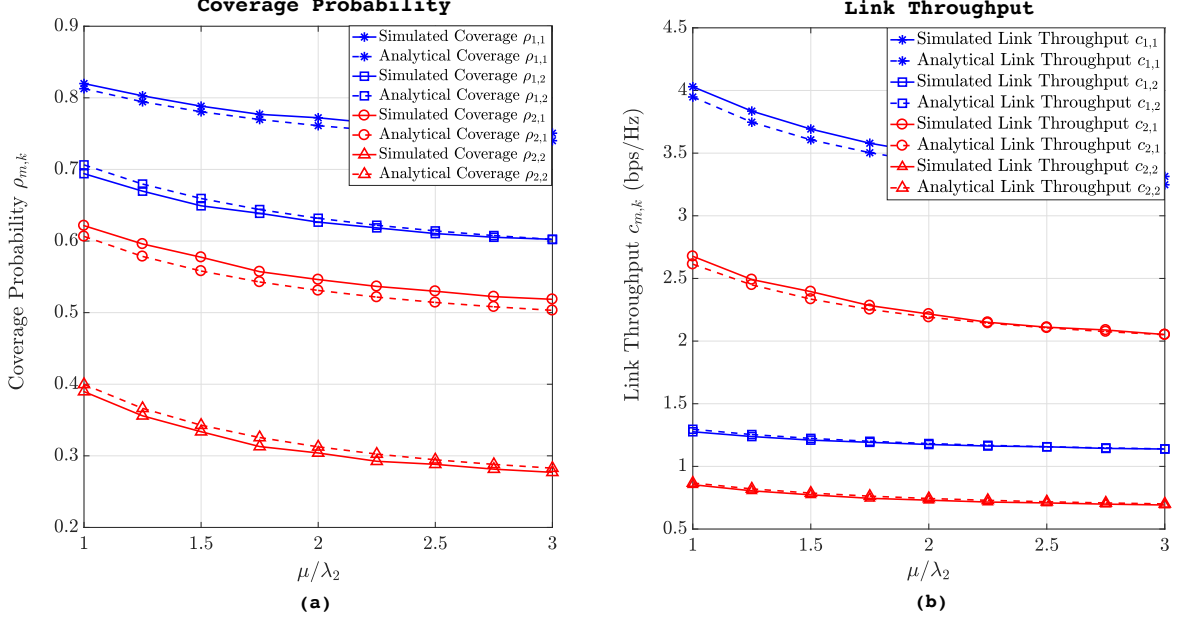 Coverage Probability
0.9
0.8
0.7
0.6
0.5
0.4
0.3
0.2
1
1.5
2
2.5
3
Coverage Probability ρm,k
μ/λ2
Simulated Coverage ρ1,1
Analytical Coverage ρ1,1
Simulated Coverage ρ1,2
Analytical Coverage ρ1,2
Simulated Coverage ρ2,1
Analytical Coverage ρ2,1
Simulated Coverage ρ2,2
Analytical Coverage ρ2,2
(a)
Link Throughput
4.5
4
3.5
3
2.5
2
1.5
1
0.5
1
1.5
2
2.5
3
Link Throughput cm,k (bps/Hz)
μ/λ2
Simulated Link Throughput c1,1
Analytical Link Throughput c1,1
Simulated Link Throughput c1,2
Analytical Link Throughput c1,2
Simulated Link Throughput c2,1
Analytical Link Throughput c2,1
Simulated Link Throughput c2,2
Analytical Link Throughput c2,2
(b)